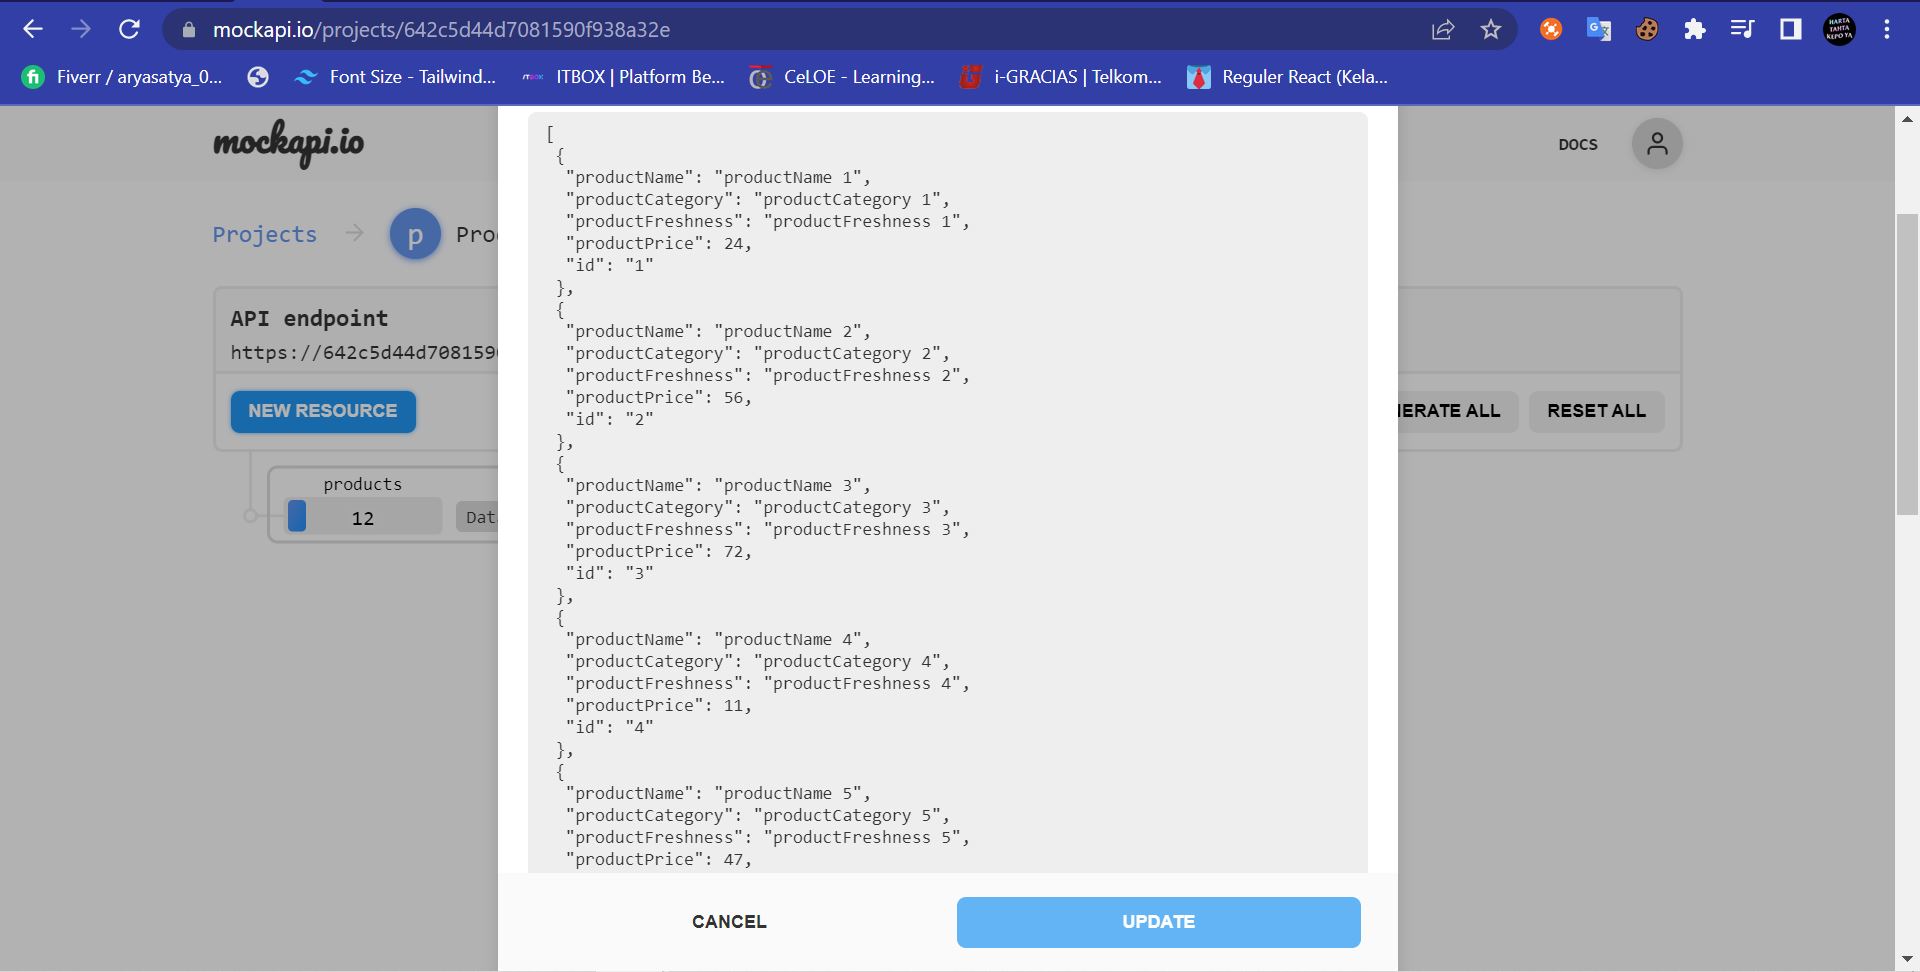 mockapi.io/projects/642c5d44d7081590f938a32e
HARTA TAHTA KEPO YA
Fiverr / aryasatya_0...
Font Size - Tailwind...
ITBOX | Platform Be...
CeLOE - Learning...
i-GRACIAS | Telkom...
Reguler React (Kela...
mockapi.io
DOCS
Projects
p
Pro
API endpoint
https://642c5d44d708159
NEW RESOURCE
ERATE ALL
RESET ALL
products
12
Dat
[
{
"productName": "productName 1",
"productCategory": "productCategory 1",
"productFreshness": "productFreshness 1",
"productPrice": 24,
"id": "1"
},
{
"productName": "productName 2",
"productCategory": "productCategory 2",
"productFreshness": "productFreshness 2",
"productPrice": 56,
"id": "2"
},
{
"productName": "productName 3",
"productCategory": "productCategory 3",
"productFreshness": "productFreshness 3",
"productPrice": 72,
"id": "3"
},
{
"productName": "productName 4",
"productCategory": "productCategory 4",
"productFreshness": "productFreshness 4",
"productPrice": 11,
"id": "4"
},
{
"productName": "productName 5",
"productCategory": "productCategory 5",
"productFreshness": "productFreshness 5",
"productPrice": 47,
CANCEL
UPDATE